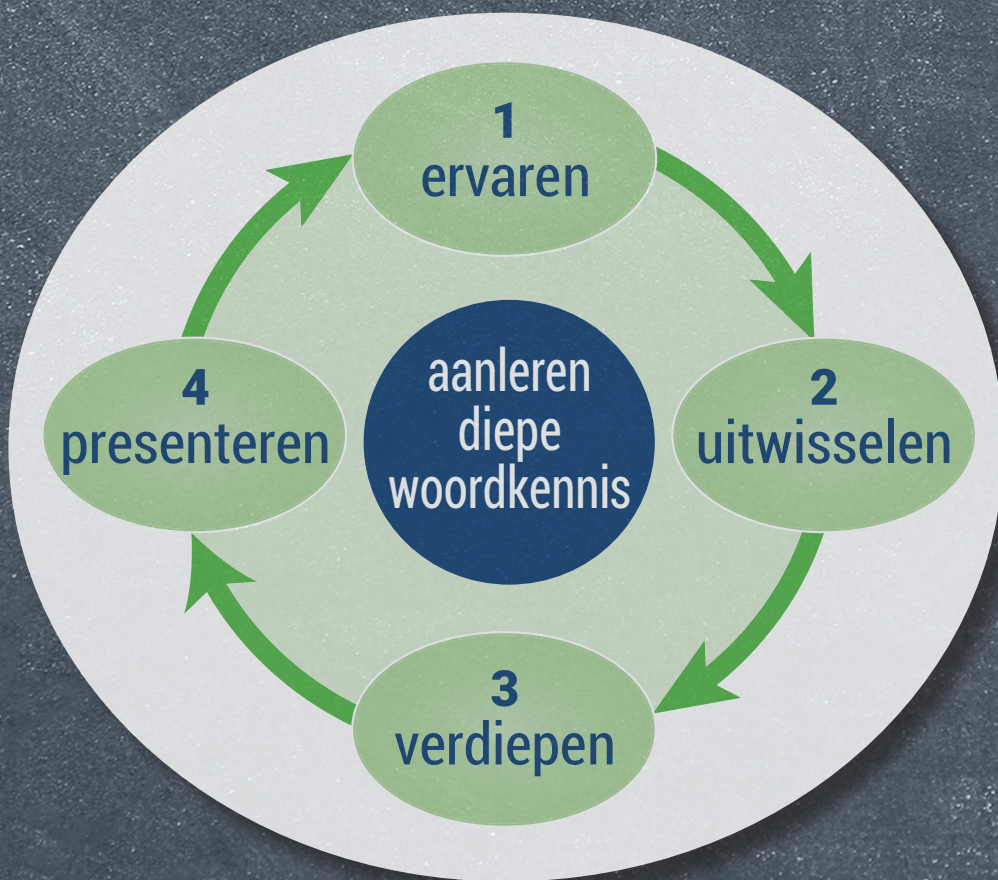 1
ervaren
2
uitwisselen
3
verdiepen
4
presenteren
aanleren
diepe
woordkennis